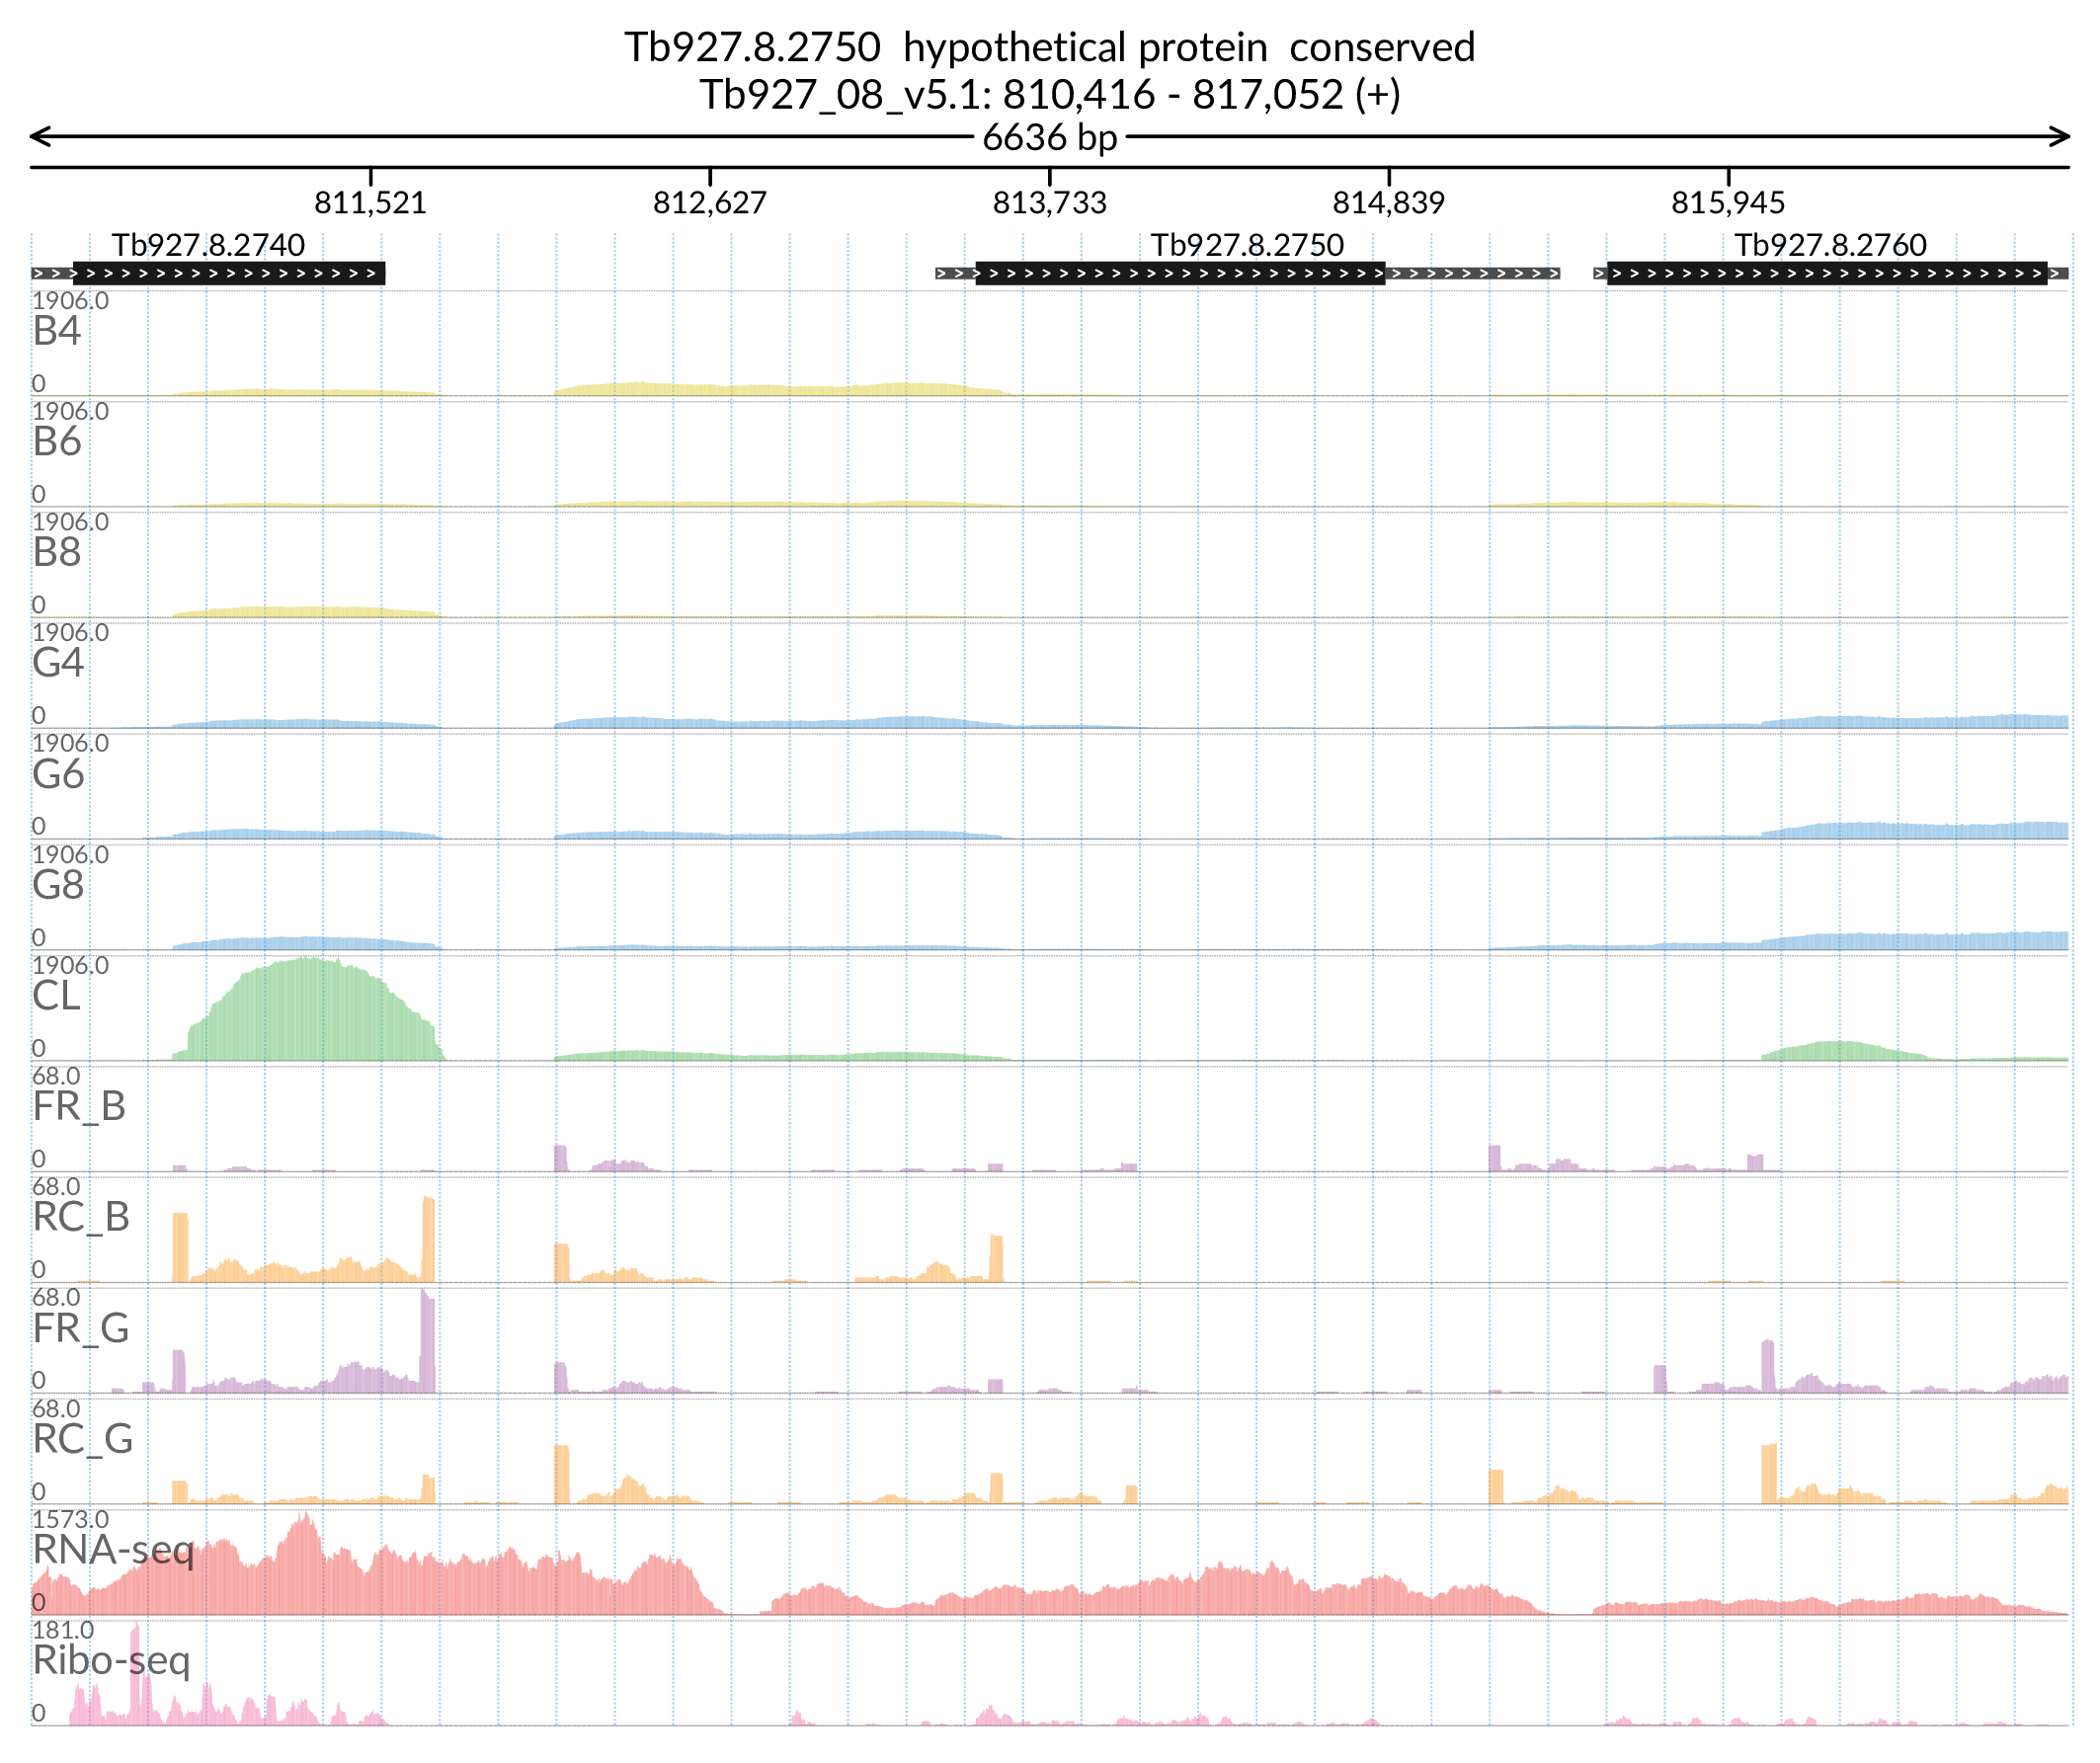 Tb927.8.2750  hypothetical protein  conserved
Tb927_08_v5.1: 810,416 - 817,052 (+)
6636 bp
811,521 812,627 813,733 814,839 815,945
Tb927.8.2740 Tb927.8.2750 Tb927.8.2760
1906.0
B4
0
1906.0
B6
0
1906.0
B8
0
1906.0
G4
0
1906.0
G6
0
1906.0
G8
0
1906.0
CL
0
68.0
FR_B
0
68.0
RC_B
0
68.0
FR_G
0
68.0
RC_G
0
1573.0
RNA-seq
0
181.0
Ribo-seq
0